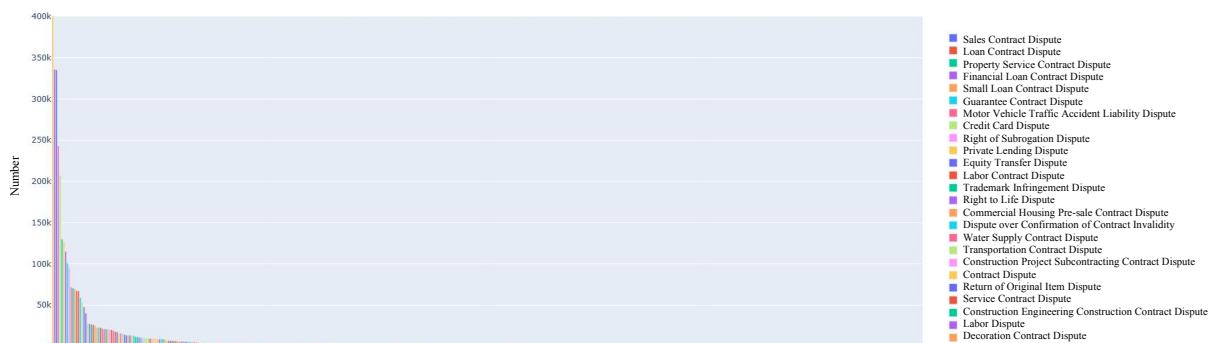 400k
350k
300k
250k
200k
150k
100k
50k
Number
Sales Contract Dispute
Loan Contract Dispute
Property Service Contract Dispute
Financial Loan Contract Dispute
Small Loan Contract Dispute
Guarantee Contract Dispute
Motor Vehicle Traffic Accident Liability Dispute
Credit Card Dispute
Right of Subrogation Dispute
Private Lending Dispute
Equity Transfer Dispute
Labor Contract Dispute
Trademark Infringement Dispute
Right to Life Dispute
Commercial Housing Pre-sale Contract Dispute
Dispute over Confirmation of Contract Invalidity
Water Supply Contract Dispute
Transportation Contract Dispute
Construction Project Subcontracting Contract Dispute
Contract Dispute
Return of Original Item Dispute
Service Contract Dispute
Construction Engineering Construction Contract Dispute
Labor Dispute
Decoration Contract Dispute